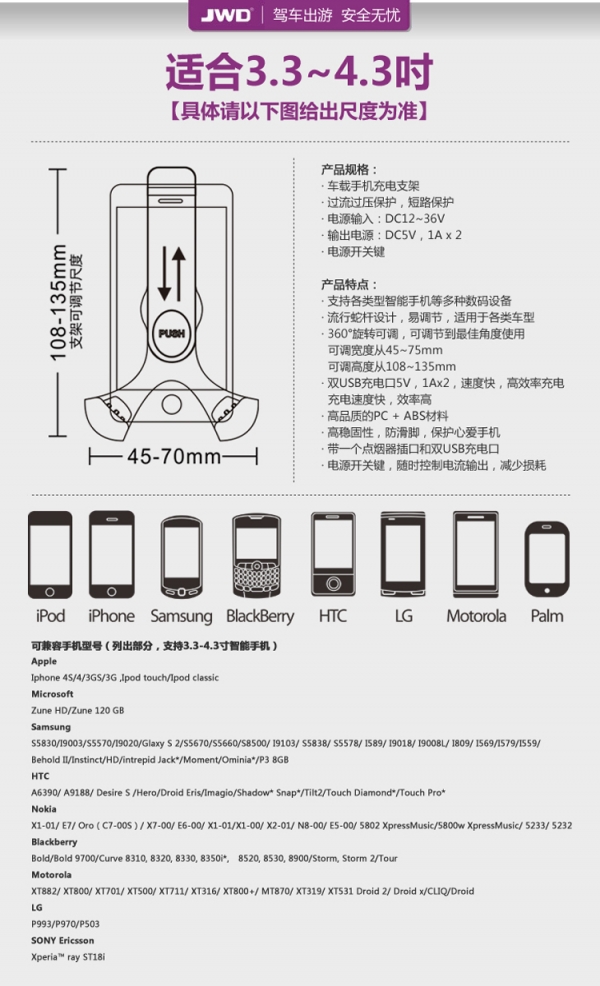 JWD® | 驾车出游 安全无忧
适合3.3~4.3吋
【具体请以下图给出尺度为准】
108-135mm
支架可调节尺度
PUSH
45-70mm
产品规格：
· 车载手机充电支架
· 过流过压保护，短路保护
· 电源输入：DC12~36V
· 输出电源：DC5V，1A x 2
· 电源开关键
产品特点：
· 支持各类型智能手机等多种数码设备
· 流行蛇杆设计，易调节，适用于各类车型
· 360°旋转可调，可调节到最佳角度使用
可调宽度从45~75mm
可调高度从108~135mm
· 双USB充电口5V，1Ax2，速度快，高效率充电
充电速度快，效率高
· 高品质的PC + ABS材料
· 高稳固性，防滑脚，保护心爱手机
· 带一个点烟器插口和双USB充电口
· 电源开关键，随时控制电流输出，减少损耗
iPod iPhone Samsung BlackBerry HTC LG Motorola Palm
可兼容手机型号（列出部分，支持3.3-4.3寸智能手机）
Apple
Iphone 4S/4/3GS/3G ,Ipod touch/Ipod classic
Microsoft
Zune HD/Zune 120 GB
Samsung
S5830/I9003/S5570/I9020/Glaxy S 2/S5670/S5660/S8500/ I9103/ S5838/ S5578/ I589/ I9018/ I9008L/ I809/ I569/I579/I559/
Behold II/Instinct/HD/intrepid Jack*/Moment/Ominia*/P3 8GB
HTC
A6390/ A9188/ Desire S /Hero/Droid Eris/Imagio/Shadow* Snap*/Tilt2/Touch Diamond*/Touch Pro*
Nokia
X1-01/ E7/ Oro（C7-00S）/ X7-00/ E6-00/ X1-01/X1-00/ X2-01/ N8-00/ E5-00/ 5802 XpressMusic/5800w XpressMusic/ 5233/ 5232
Blackberry
Bold/Bold 9700/Curve 8310, 8320, 8330, 8350i*, 8520, 8530, 8900/Storm, Storm 2/Tour
Motorola
XT882/ XT800/ XT701/ XT500/ XT711/ XT316/ XT800+/ MT870/ XT319/ XT531 Droid 2/ Droid x/CLIQ/Droid
LG
P993/P970/P503
SONY Ericsson
Xperia™ ray ST18i